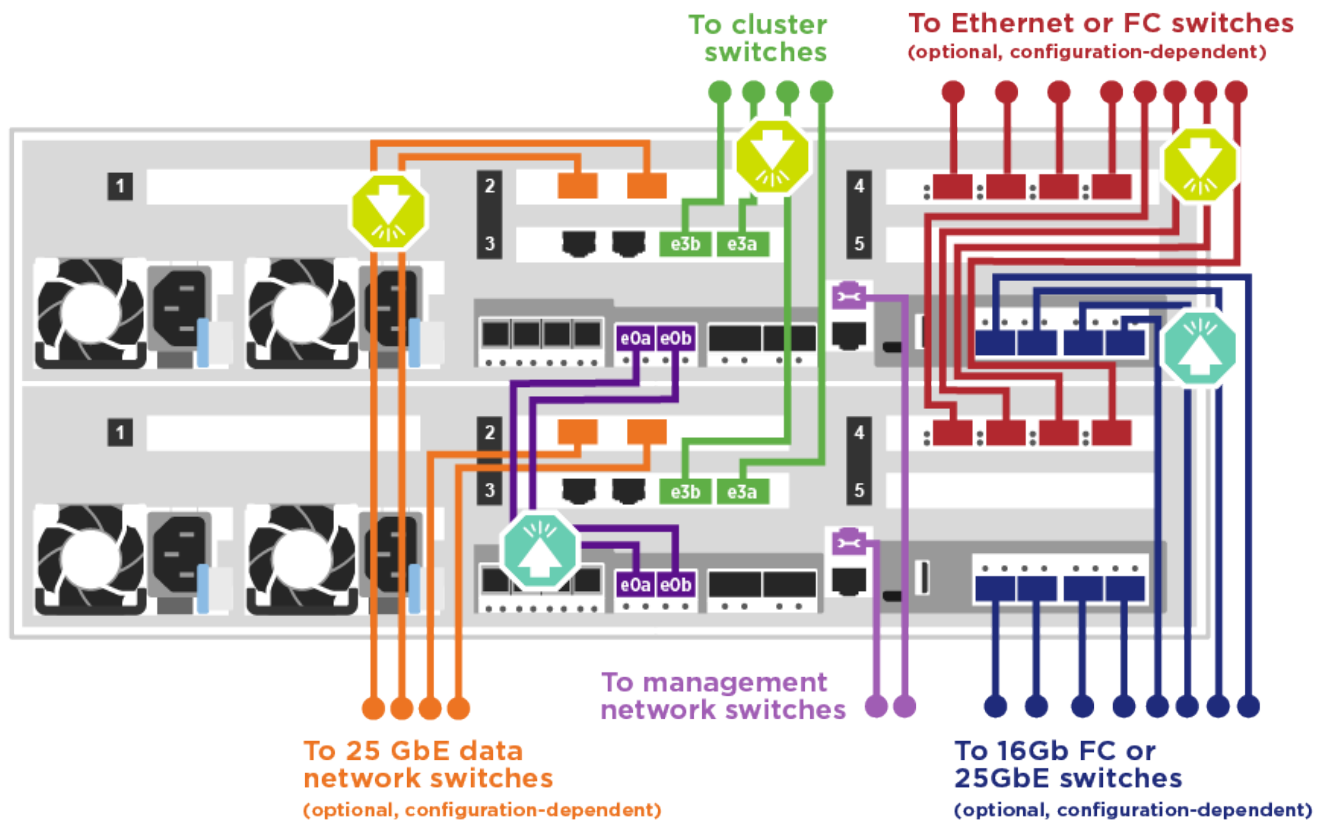 To cluster
switches
To Ethernet or FC switches
(optional, configuration-dependent)
1
2
4
3
e3b
e3a
5
e0a
e0b
1
2
4
3
e3b
e3a
5
e0a
e0b
To management
network switches
To 25 GbE data
network switches
(optional, configuration-dependent)
To 16Gb FC or
25GbE switches
(optional, configuration-dependent)